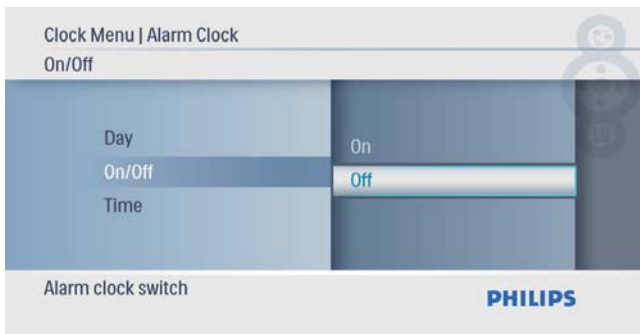 Clock Menu | Alarm Clock
On/Off
Day
On/Off
Time
On
Off
Alarm clock switch
PHILIPS